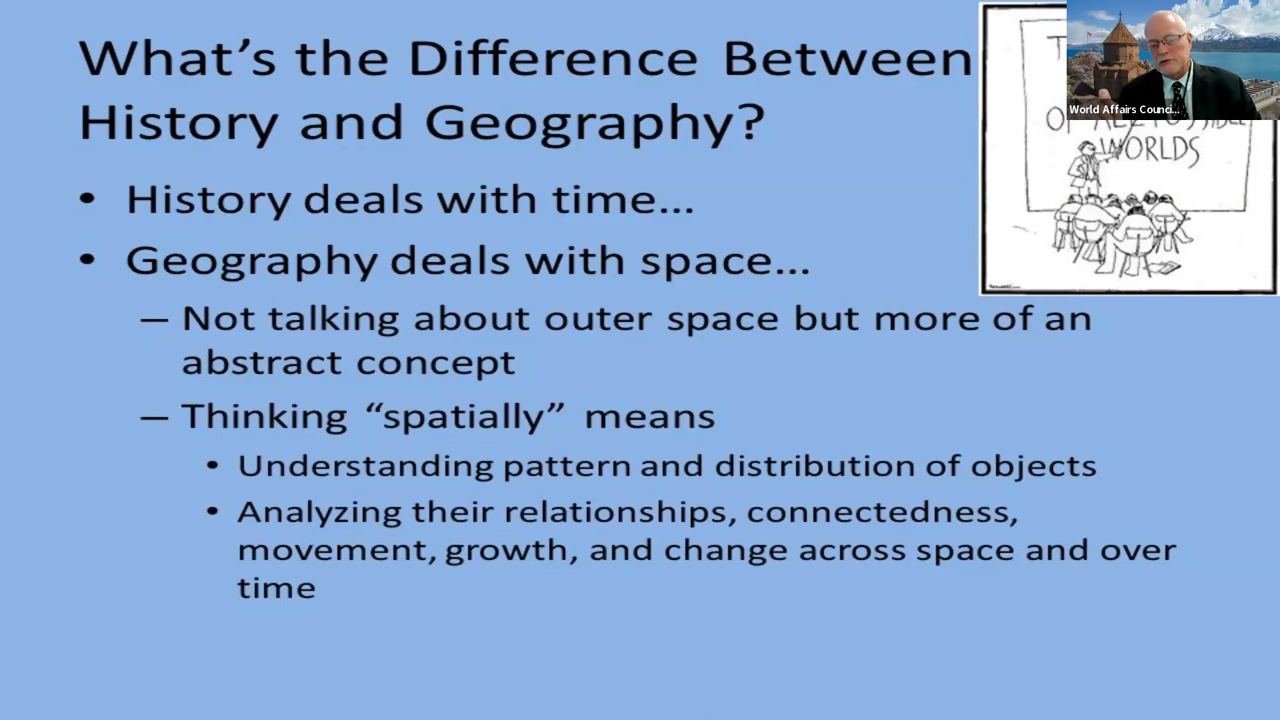 What's the Difference Between
History and Geography?
• History deals with time...
• Geography deals with space...
– Not talking about outer space but more of an
abstract concept
– Thinking “spatially” means
• Understanding pattern and distribution of objects
• Analyzing their relationships, connectedness,
movement, growth, and change across space and over
time
World Affairs Counci...
WORLDS